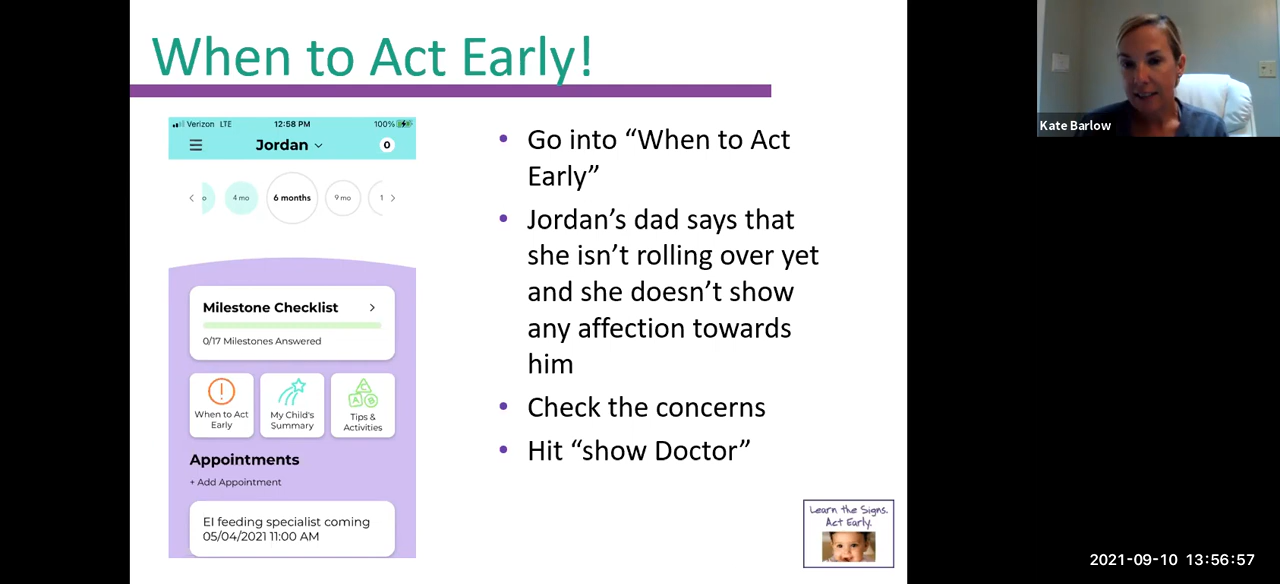 When to Act Early!
Verizon LTE 12:58 PM 100%
Jordan 0
o 4 mo 6 months 9 mo 1
Milestone Checklist
0/17 Milestones Answered
When to Act
Early
My Child's
Summary
A B C
Tips &
Activities
Appointments
+ Add Appointment
EI feeding specialist coming
05/04/2021 11:00 AM
• Go into “When to Act
Early”
• Jordan’s dad says that
she isn’t rolling over yet
and she doesn’t show
any affection towards
him
• Check the concerns
• Hit “show Doctor”
Learn the Signs.
Act Early.
Kate Barlow
2021-09-10 13:56:57